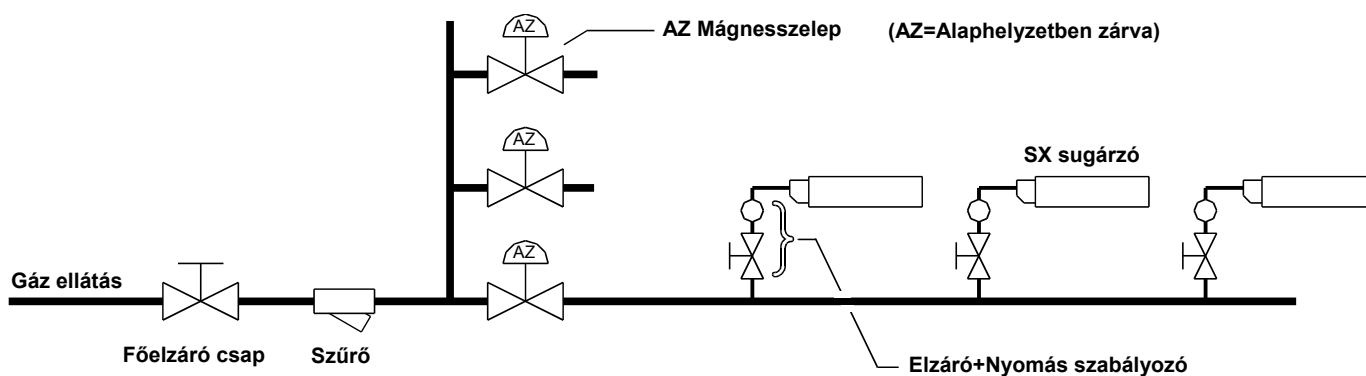 AZ
AZ Mágnesszelep (AZ=Alaphelyzetben zárva)
AZ
SX sugárzó
AZ
Gáz ellátás
Főelzáró csap
Szűrő
Elzáró+Nyomás szabályozó